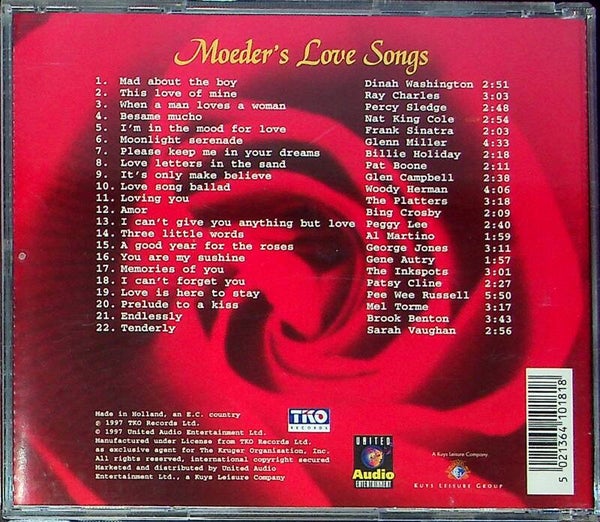 Moeder's Love Songs
1. Mad about the boy Dinah Washington 2:51
2. This love of mine Ray Charles 3:03
3. When a man loves a woman Percy Sledge 2:48
4. Besame mucho Nat King Cole 2:54
5. I'm in the mood for love Frank Sinatra 2:03
6. Moonlight serenade Glenn Miller 4:33
7. Please keep me in your dreams Billie Holiday 2:18
8. Love letters in the sand Pat Boone 2:11
9. It's only make believe Glen Campbell 2:38
10. Love song ballad Woody Herman 4:06
11. Loving you The Platters 3:18
12. Amor Bing Crosby 2:09
13. I can't give you anything but love Peggy Lee 2:40
14. Three little words Al Martino 1:59
15. A good year for the roses George Jones 3:11
16. You are my sushine Gene Autry 1:57
17. Memories of you The Inkspots 3:01
18. I can't forget you Patsy Cline 2:27
19. Love is here to stay Pee Wee Russell 5:50
20. Prelude to a kiss Mel Torme 3:17
21. Endlessly Brook Benton 3:43
22. Tenderly Sarah Vaughan 2:56
Made in Holland, an E.C. country
℗ 1997 TKO Records Ltd.
© 1997 United Audio Entertainment Ltd.
Manufactured under License from TKO Records Ltd.
as exclusive agent for The Kruger Organisation, Inc.
All rights reserved, international copyright secured
Marketed and distributed by United Audio
Entertainment Ltd., a Kuys Leisure Company
TKO
RECORDS
UNITED
Audio
ENTERTAINMENT
A Kuys Leisure Company.
KUYS LEISURE GROUP
5 021364 101818